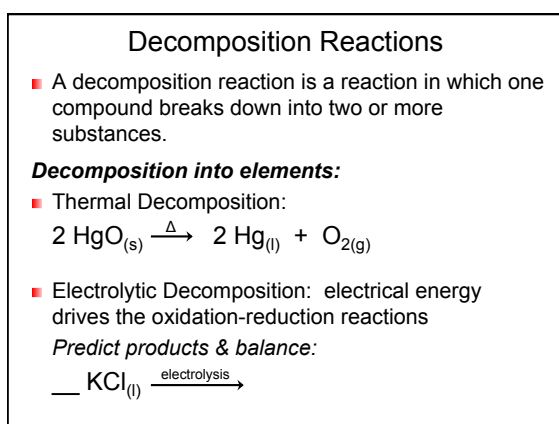 Decomposition Reactions
A decomposition reaction is a reaction in which one
compound breaks down into two or more
substances.
Decomposition into elements:
Thermal Decomposition:
2 HgO(s) —Δ→ 2 Hg(l) + O2(g)
Electrolytic Decomposition: electrical energy
drives the oxidation-reduction reactions
Predict products & balance:
__ KCl(l) —electrolysis→